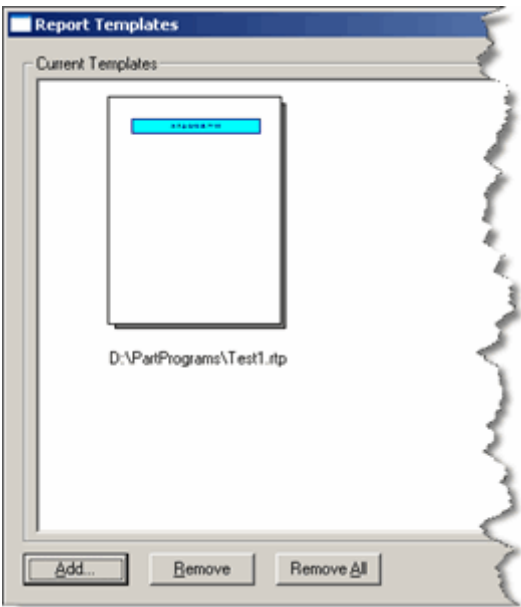 Report Templates
Current Templates
D:\PartPrograms\Test1.rtp
Add...
Remove
Remove All